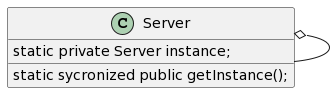 C Server
static private Server instance;
static sycronized public getInstance();